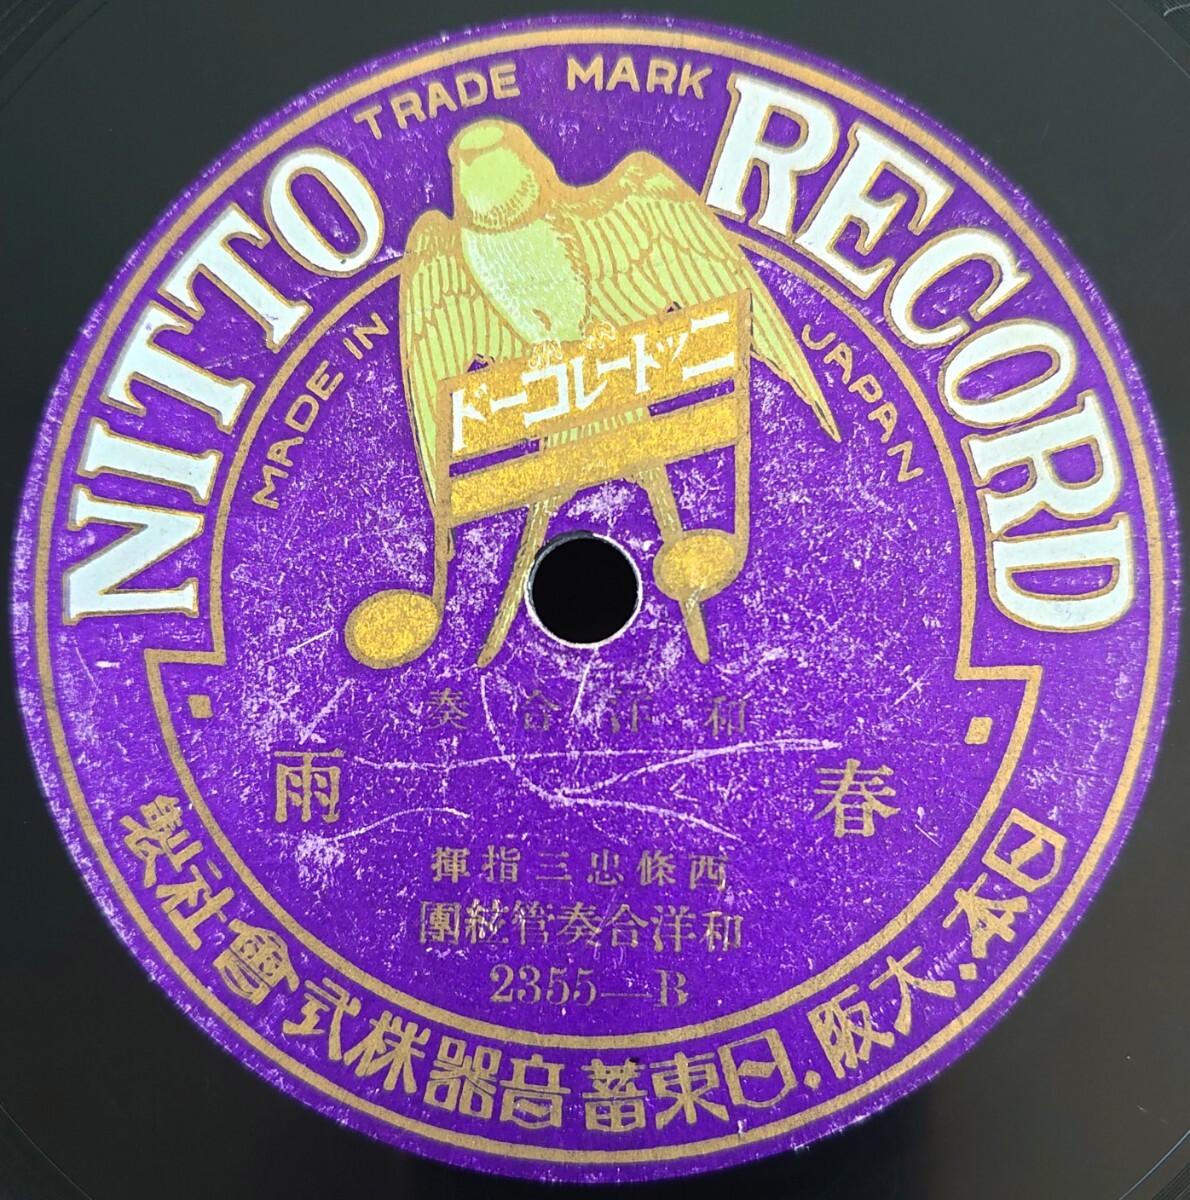 TRADE MARK
NITTO RECORD
MADE IN JAPAN
ニットーレコード
和洋合奏
春雨
西條忠三指揮
和洋合奏管絃團
2355—B
日本.大阪.日東蓄音器株式會社製